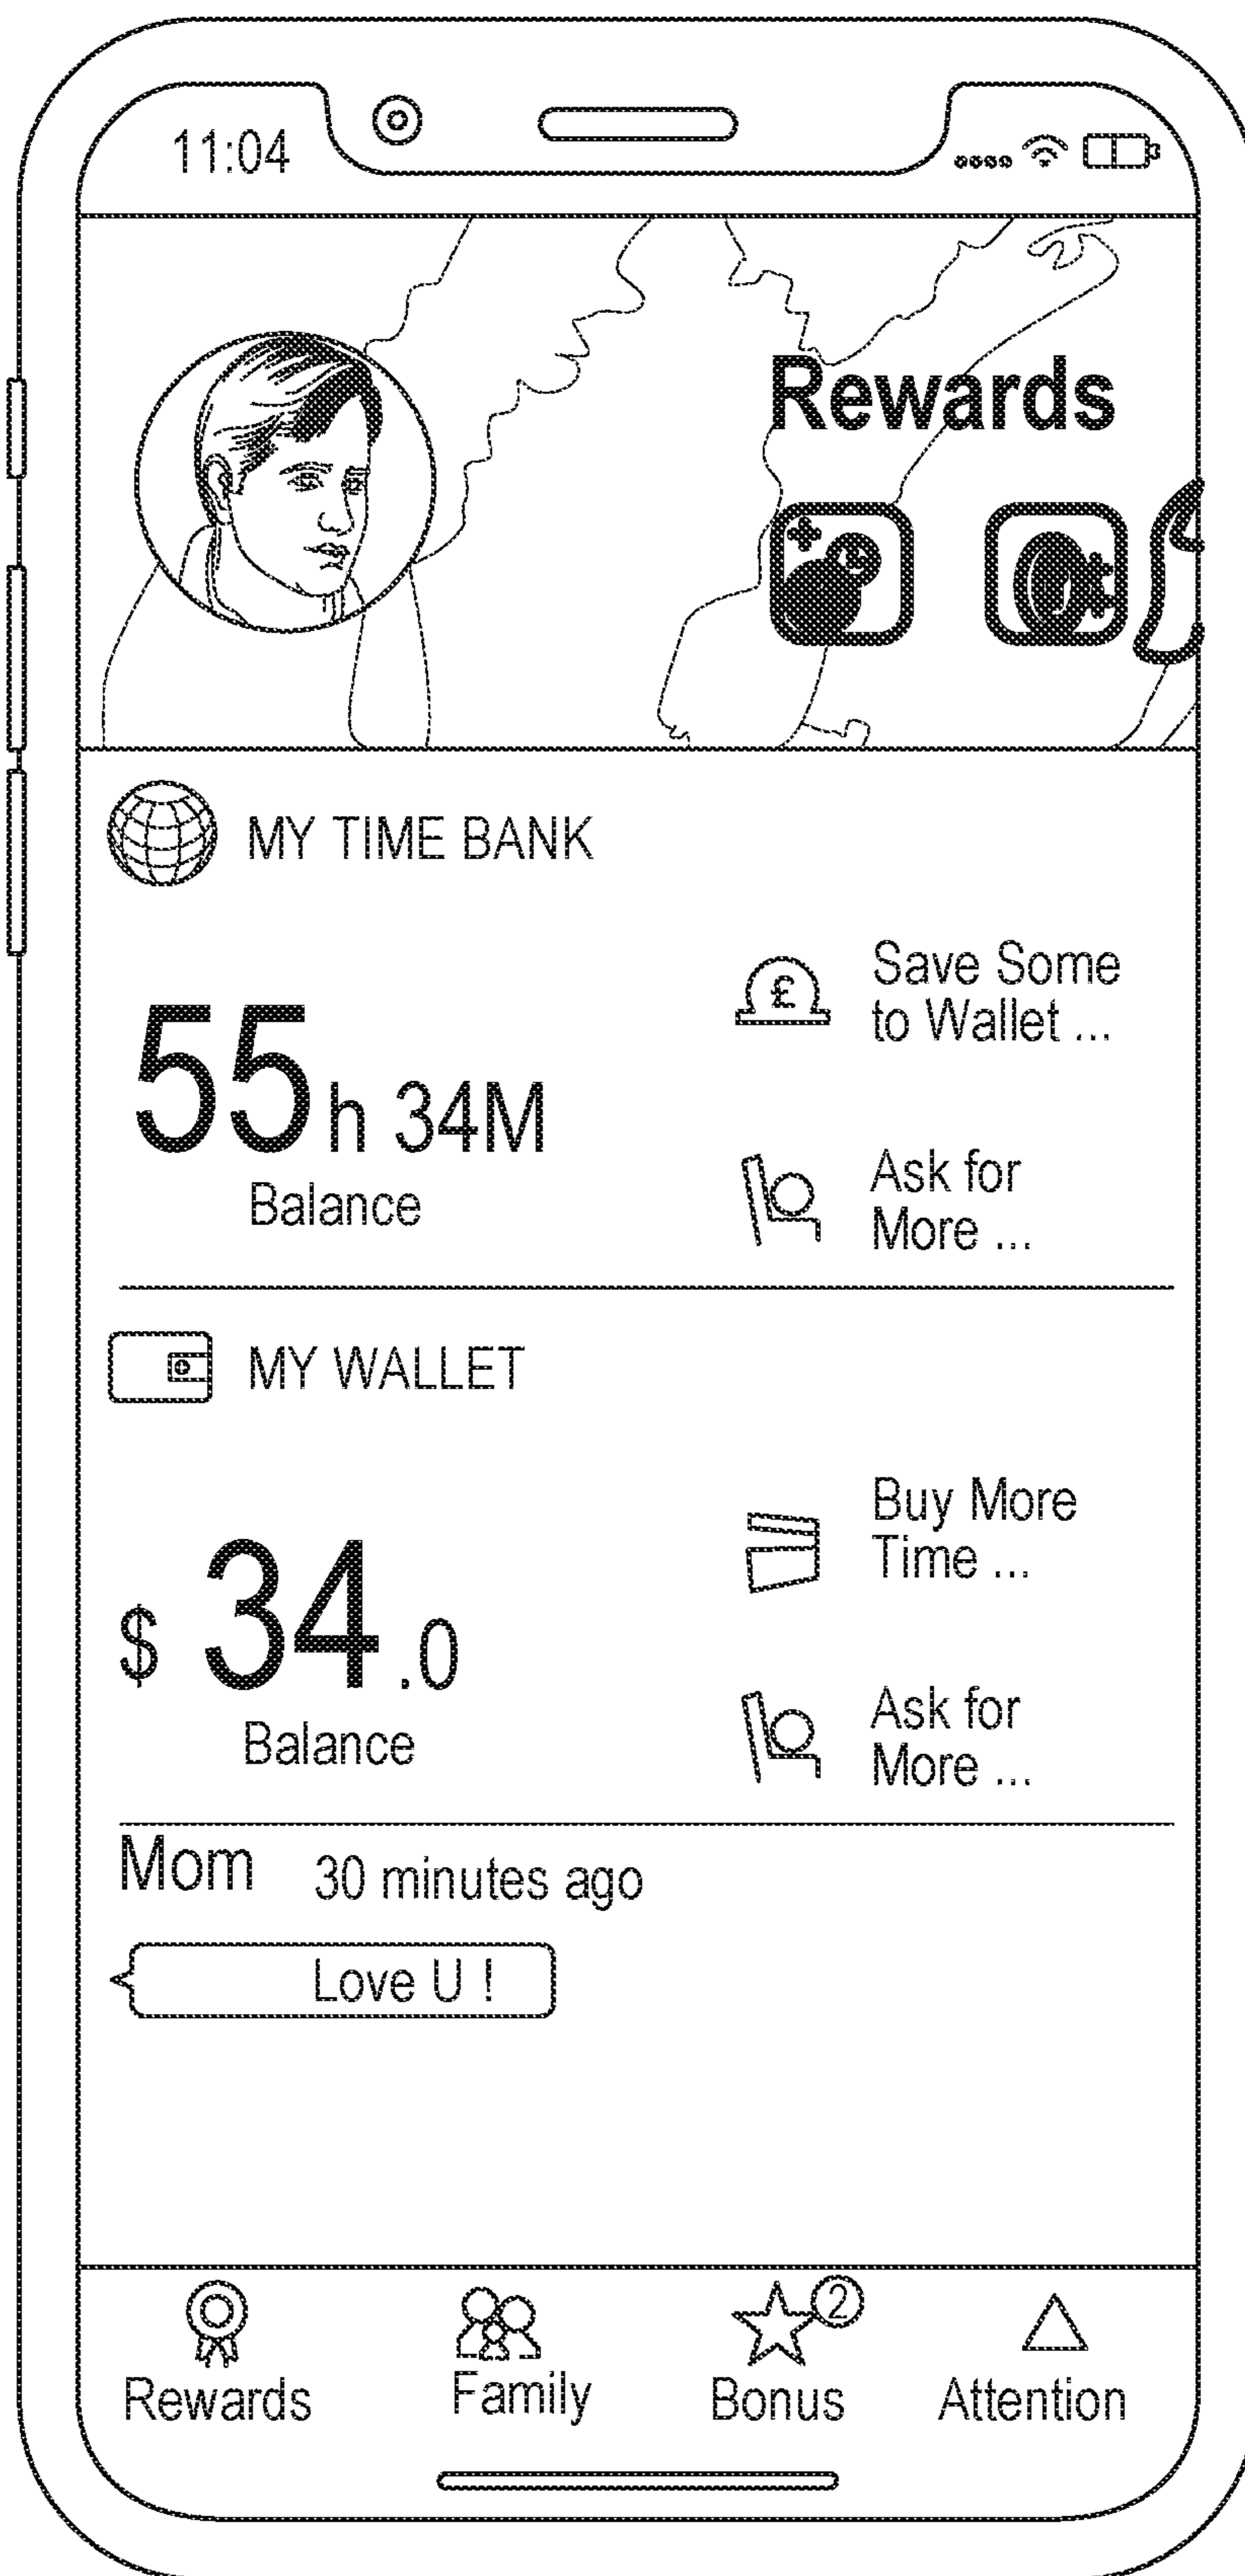 11:04
Rewards
MY TIME BANK
55h 34M
Balance
£
Save Some
to Wallet ...
Ask for
More ...
MY WALLET
$ 34.0
Balance
Buy More
Time ...
Ask for
More ...
Mom 30 minutes ago
Love U !
2
Rewards Family Bonus Attention